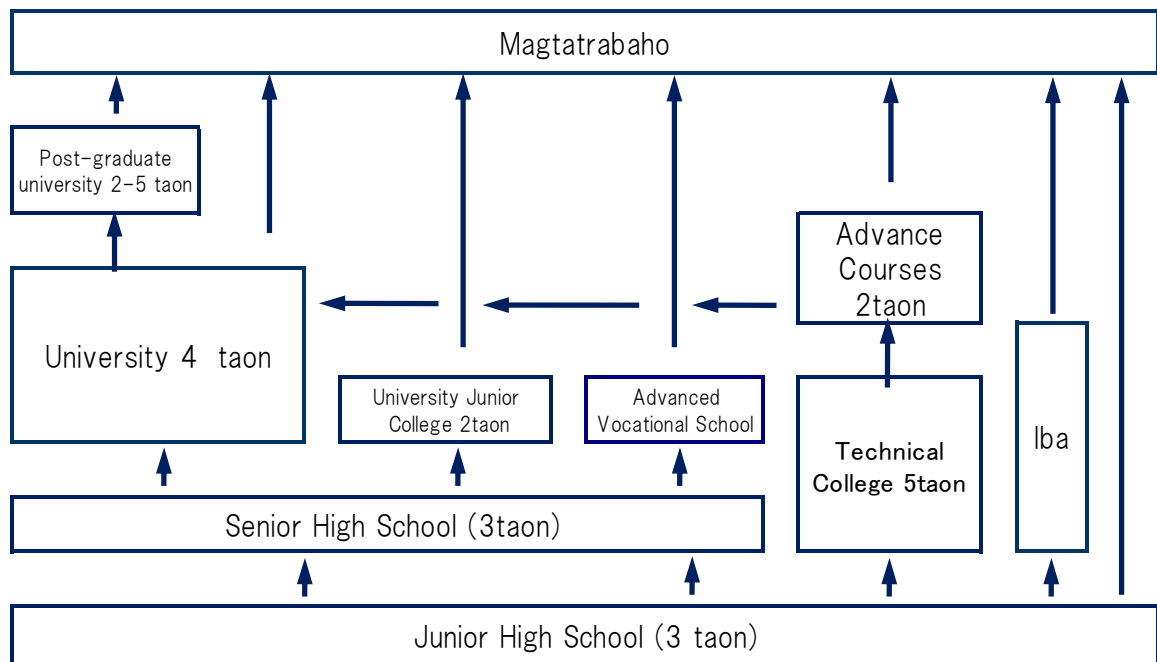 Magtatrabaho
Post-graduate
university 2-5 taon
Advance
Courses
2taon
University 4 taon
University Junior
College 2taon
Advanced
Vocational School
Technical
College 5taon
Iba
Senior High School (3taon)
Junior High School (3 taon)